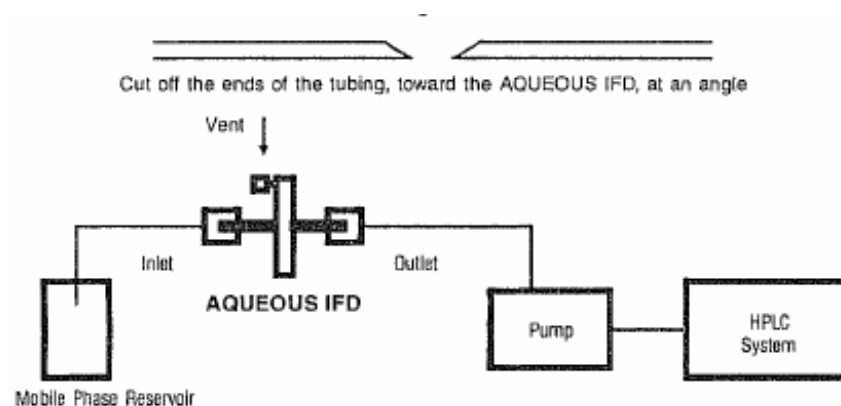 Cut off the ends of the tubing, toward the AQUEOUS IFD, at an angle
Vent
Inlet
Outlet
AQUEOUS IFD
Pump
HPLC
System
Mobile Phase Reservoir